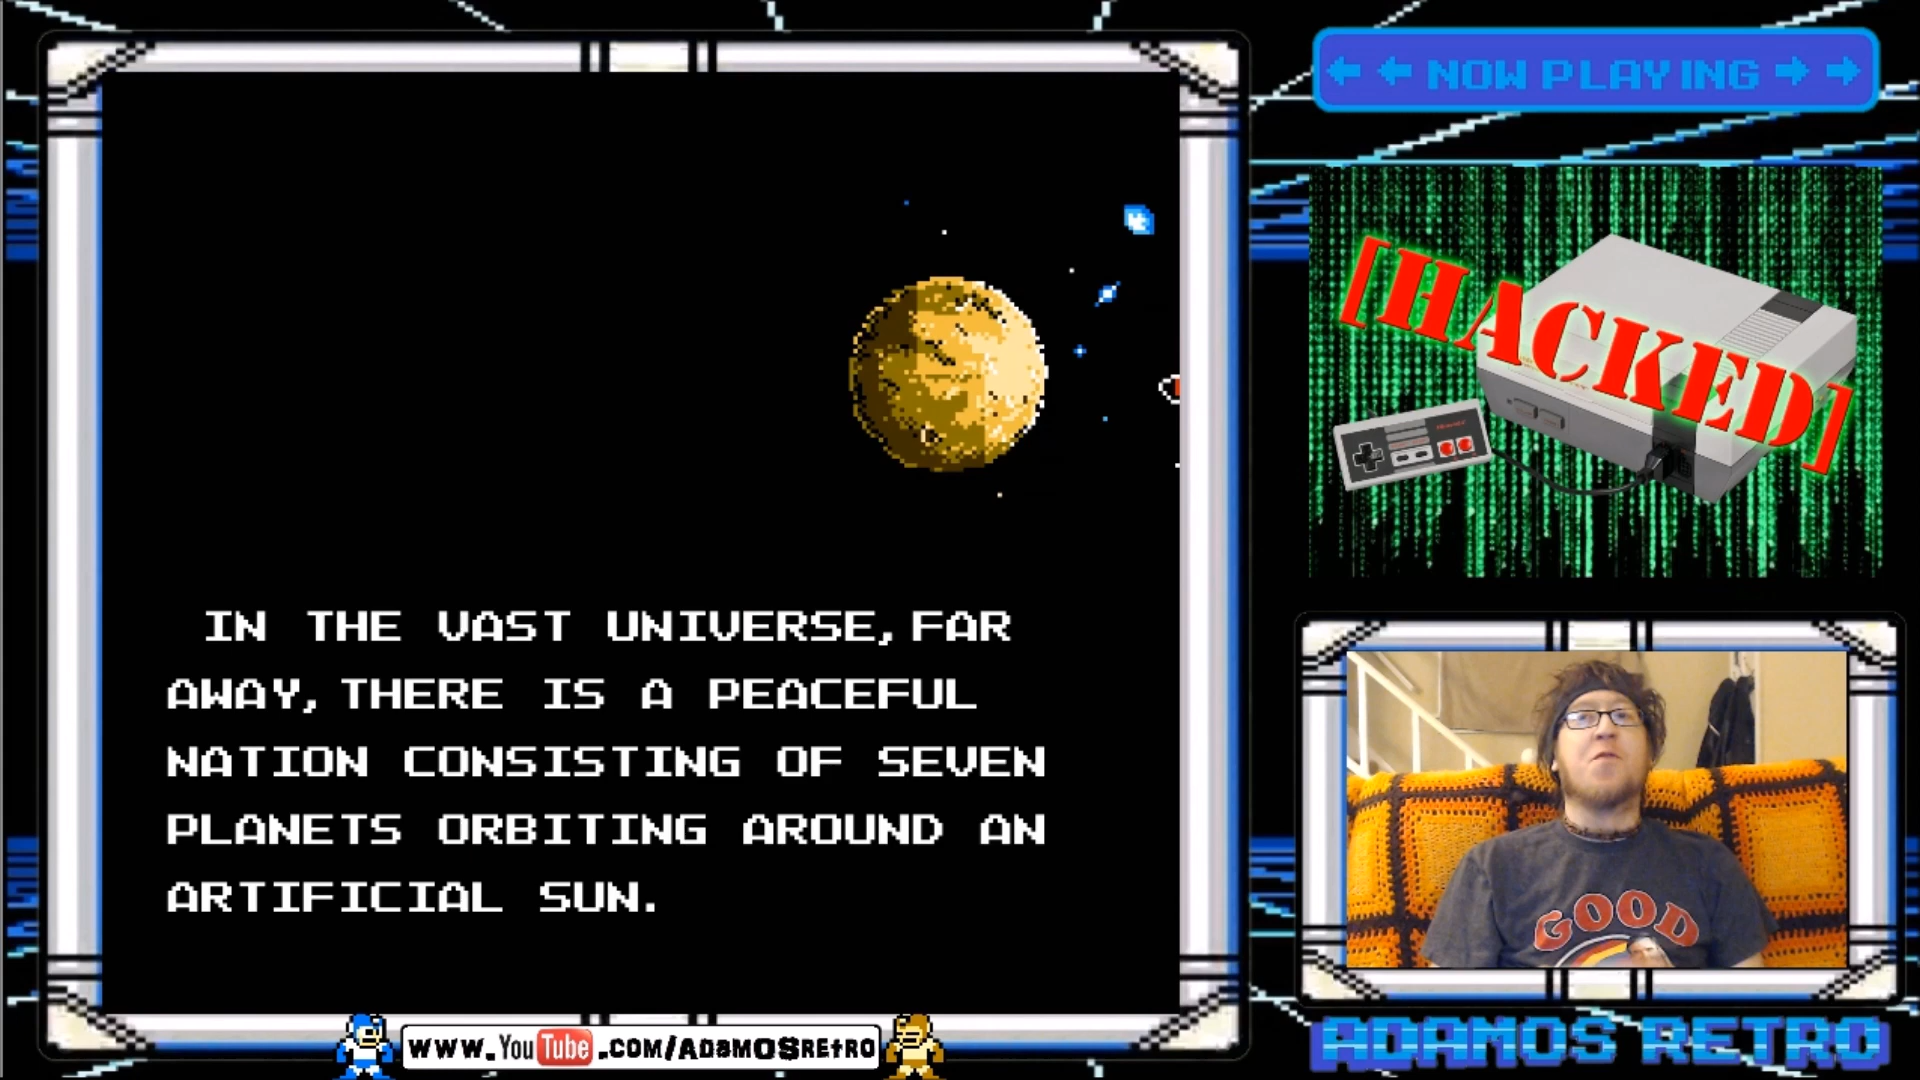 ← ← NOW PLAYING → →
[HACKED]
IN THE VAST UNIVERSE, FAR
AWAY, THERE IS A PEACEFUL
NATION CONSISTING OF SEVEN
PLANETS ORBITING AROUND AN
ARTIFICIAL SUN.
GOOD
www.YouTube.com/AdamOSRetro
ADAMOS RETRO